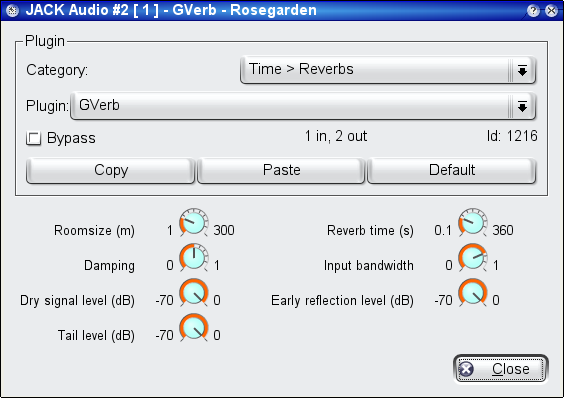 JACK Audio #2 [ 1 ] - GVerb - Rosegarden
Plugin
Category: Time > Reverbs
Plugin: GVerb
Bypass 1 in, 2 out Id: 1216
Copy Paste Default
Roomsize (m) 1 300 Reverb time (s) 0.1 360
Damping 0 1 Input bandwidth 0 1
Dry signal level (dB) -70 0 Early reflection level (dB) -70 0
Tail level (dB) -70 0
Close